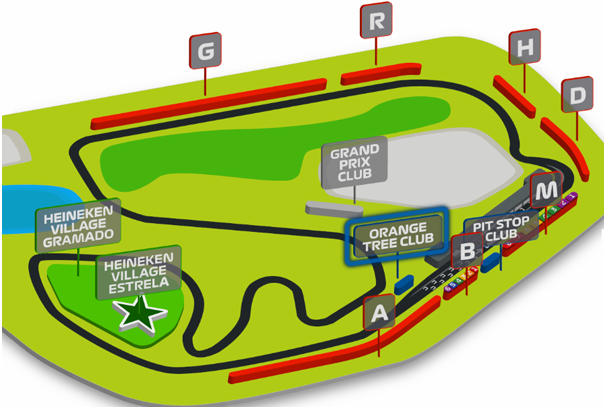 G
R
H
D
GRAND
PRIX
CLUB
M
HEINEKEN
VILLAGE
GRAMADO
ORANGE
TREE CLUB
PIT STOP
CLUB
B
HEINEKEN
VILLAGE
ESTRELA
A